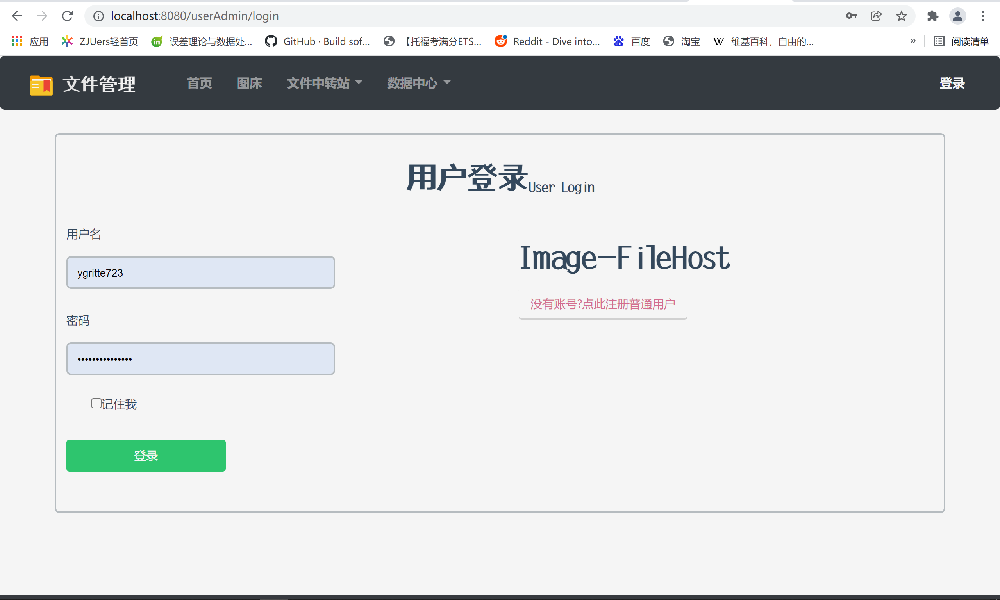 localhost:8080/userAdmin/login
应用 ZJUers轻首页 误差理论与数据处... GitHub · Build sof... 【托福考满分ETS... Reddit - Dive into... 百度 淘宝 维基百科，自由的... » 阅读清单
文件管理 首页 图床 文件中转站 数据中心 登录
用户登录User Login
用户名
Image-FileHost
ygritte723
没有账号?点此注册普通用户
密码
•••••••••••••••
记住我
登录